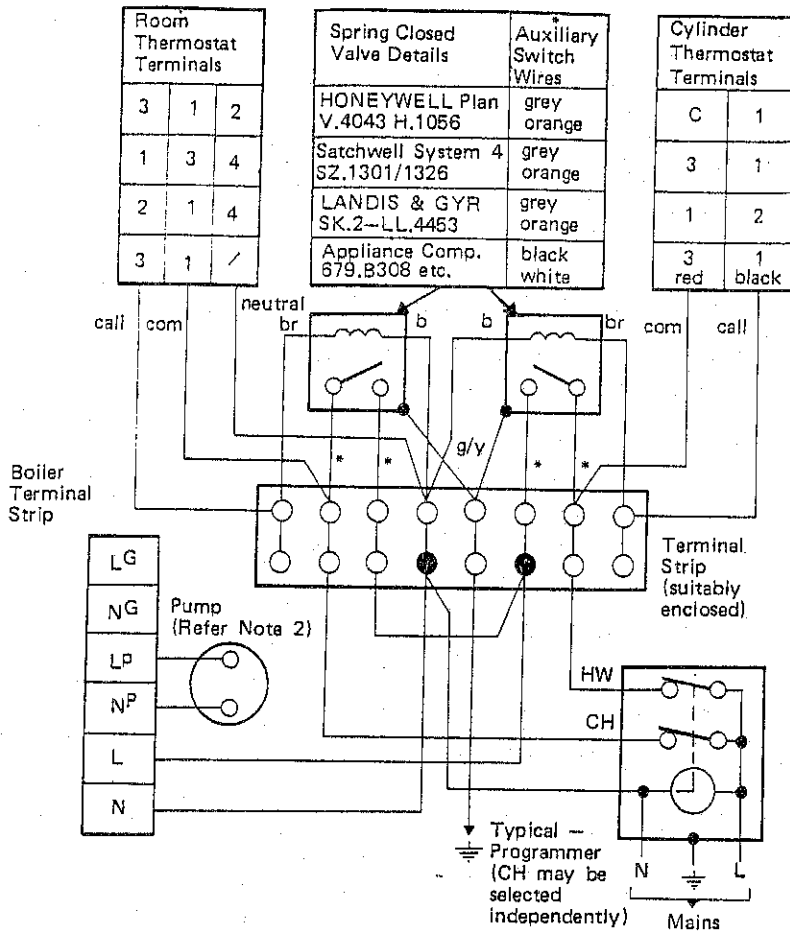 Room
Thermostat
Terminals
3 1 2
1 3 4
2 1 4
3 1 /
Spring Closed
Valve Details
*
Auxiliary
Switch
Wires
HONEYWELL Plan
V.4043 H.1056
grey
orange
Satchwell System 4
SZ.1301/1326
grey
orange
LANDIS & GYR
SK.2—LL.4453
grey
orange
Appliance Comp.
679.B308 etc.
black
white
Cylinder
Thermostat
Terminals
C 1
3 1
1 2
3 1
red black
call com neutral
br b b br com call
g/y
* * * *
Boiler
Terminal
Strip
Terminal
Strip
(suitably
enclosed)
LG
NG
LP
NP
L
N
Pump
(Refer Note 2)
HW
CH
Typical —
Programmer
(CH may be
selected
independently)
N L
Mains